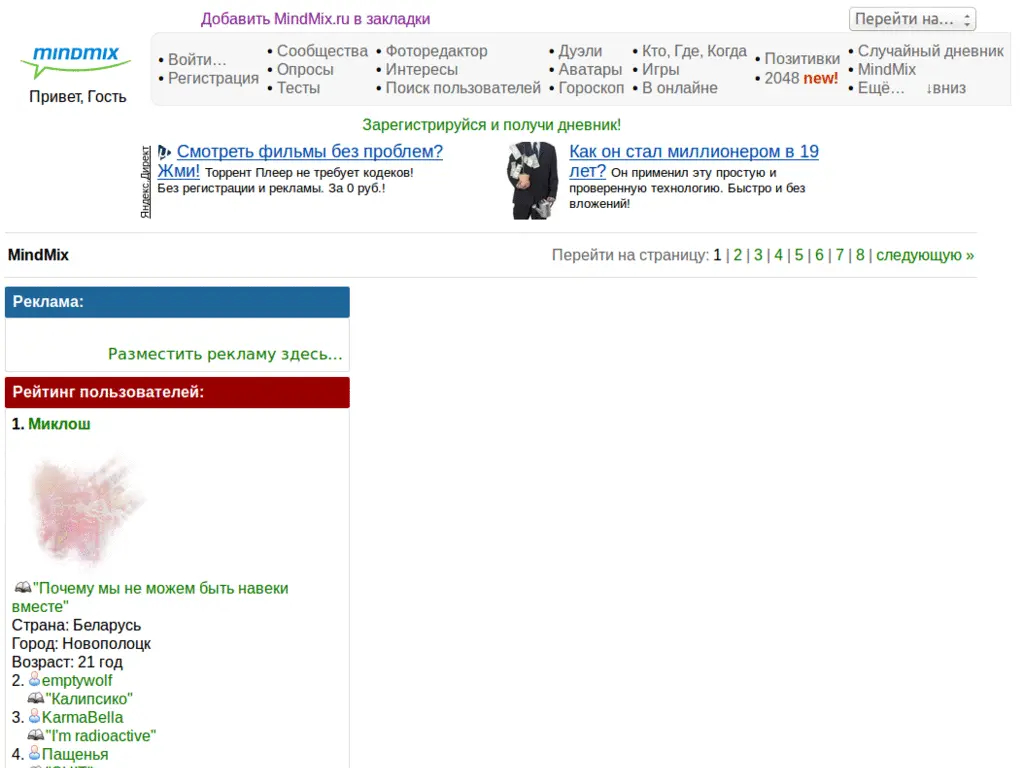 Добавить MindMix.ru в закладки
Перейти на...
mindmix
Привет, Гость
• Войти…
• Регистрация
• Сообщества
• Опросы
• Тесты
• Фоторедактор
• Интересы
• Поиск пользователей
• Дуэли
• Аватары
• Гороскоп
• Кто, Где, Когда
• Игры
• В онлайне
• Позитивки
• 2048 new!
• Случайный дневник
• MindMix
• Ещё… ↓вниз
Зарегистрируйся и получи дневник!
Яндекс.Директ
Смотреть фильмы без проблем?
Жми! Торрент Плеер не требует кодеков!
Без регистрации и рекламы. За 0 руб.!
Как он стал миллионером в 19
лет? Он применил эту простую и
проверенную технологию. Быстро и без
вложений!
MindMix
Перейти на страницу: 1 | 2 | 3 | 4 | 5 | 6 | 7 | 8 | следующую »
Реклама:
Разместить рекламу здесь...
Рейтинг пользователей:
1. Миклош
"Почему мы не можем быть навеки
вместе"
Страна: Беларусь
Город: Новополоцк
Возраст: 21 год
2. emptywolf
"Калипсико"
3. KarmaBella
"I'm radioactive"
4. Пащенья